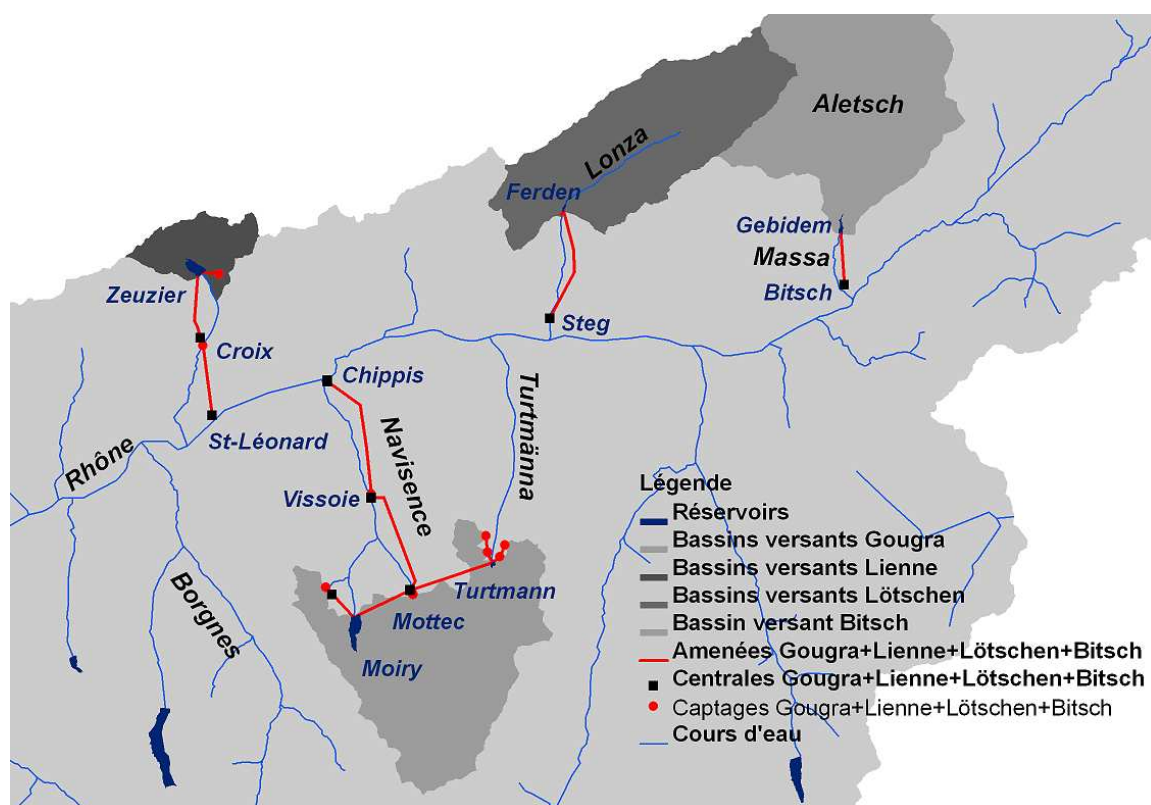 Aletsch
Lonza
Ferden
Gebidem
Massa
Zeuzier
Bitsch
Steg
Croix
Chippis
Turtmänna
Navisence
St-Léonard
Rhône
Légende
Vissoie
Réservoirs
Bassins versants Gougra
Bassins versants Lienne
Borgnes
Turtmann
Bassins versants Lötschen
Mottec
Bassin versant Bitsch
Moiry
Amenées Gougra+Lienne+Lötschen+Bitsch
Centrales Gougra+Lienne+Lötschen+Bitsch
Captages Gougra+Lienne+Lötschen+Bitsch
Cours d'eau